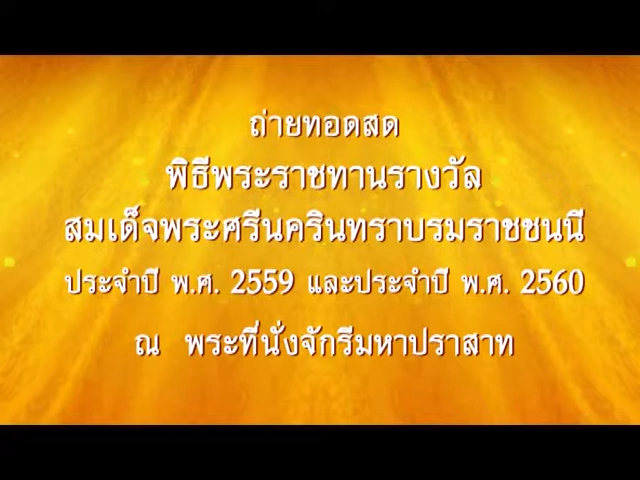 ถ่ายทอดสด
พิธีพระราชทานรางวัล
สมเด็จพระศรีนครินทราบรมราชชนนี
ประจำปี พ.ศ. 2559 และประจำปี พ.ศ. 2560
ณ พระที่นั่งจักรีมหาปราสาท